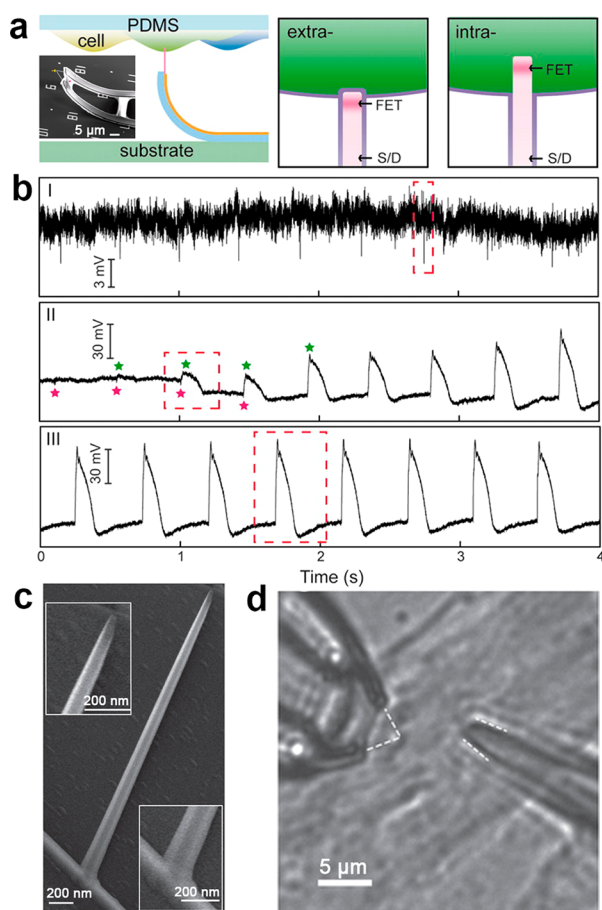 a
PDMS
cell
5 µm
substrate
extra-
FET
S/D
intra-
FET
S/D
b
I
3 mV
II
30 mV
III
30 mV
0 1 2 3 4
Time (s)
c
200 nm
200 nm
200 nm
d
5 µm